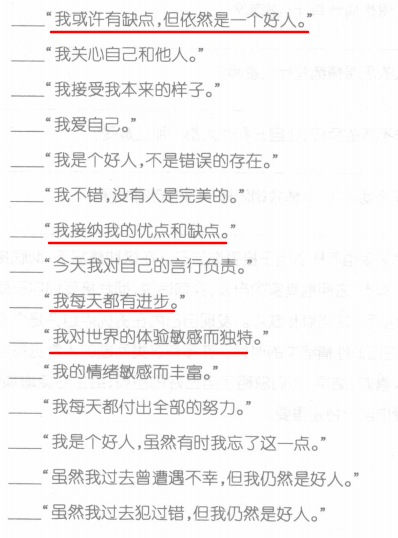 ____“我或许有缺点,但依然是一个好人。”
____“我关心自己和他人。”
____“我接受我本来的样子。”
____“我爱自己。”
____“我是个好人,不是错误的存在。”
____“我不错,没有人是完美的。”
____“我接纳我的优点和缺点。”
____“今天我对自己的言行负责。”
____“我每天都有进步。”
____“我对世界的体验敏感而独特。”
____“我的情绪敏感而丰富。”
____“我每天都付出全部的努力。”
____“我是个好人,虽然有时我忘了这一点。”
____“虽然我过去曾遭遇不幸,但我仍然是好人。”
____“虽然我过去犯过错,但我仍然是好人。”